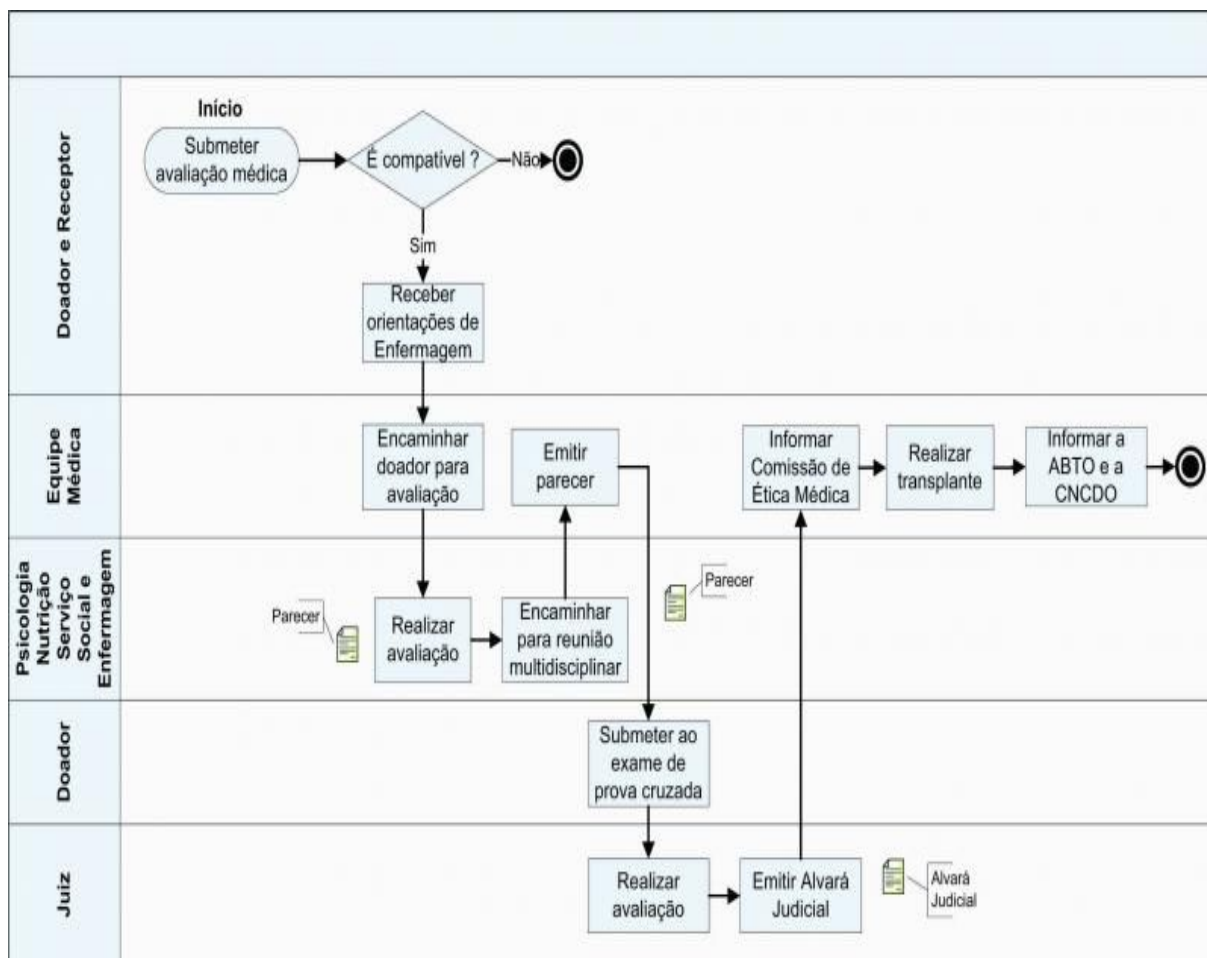 Doador e Receptor
Início
Submeter
avaliação médica
É compatível ?
Não
Sim
Receber
orientações de
Enfermagem
Equipe
Médica
Encaminhar
doador para
avaliação
Emitir
parecer
Informar
Comissão de
Ética Médica
Realizar
transplante
Informar a
ABTO e a
CNCDO
Psicologia
Nutrição
Serviço
Social e
Enfermagem
Parecer
Realizar
avaliação
Encaminhar
para reunião
multidisciplinar
Parecer
Doador
Submeter ao
exame de
prova cruzada
Juiz
Realizar
avaliação
Emitir Alvará
Judicial
Alvará
Judicial